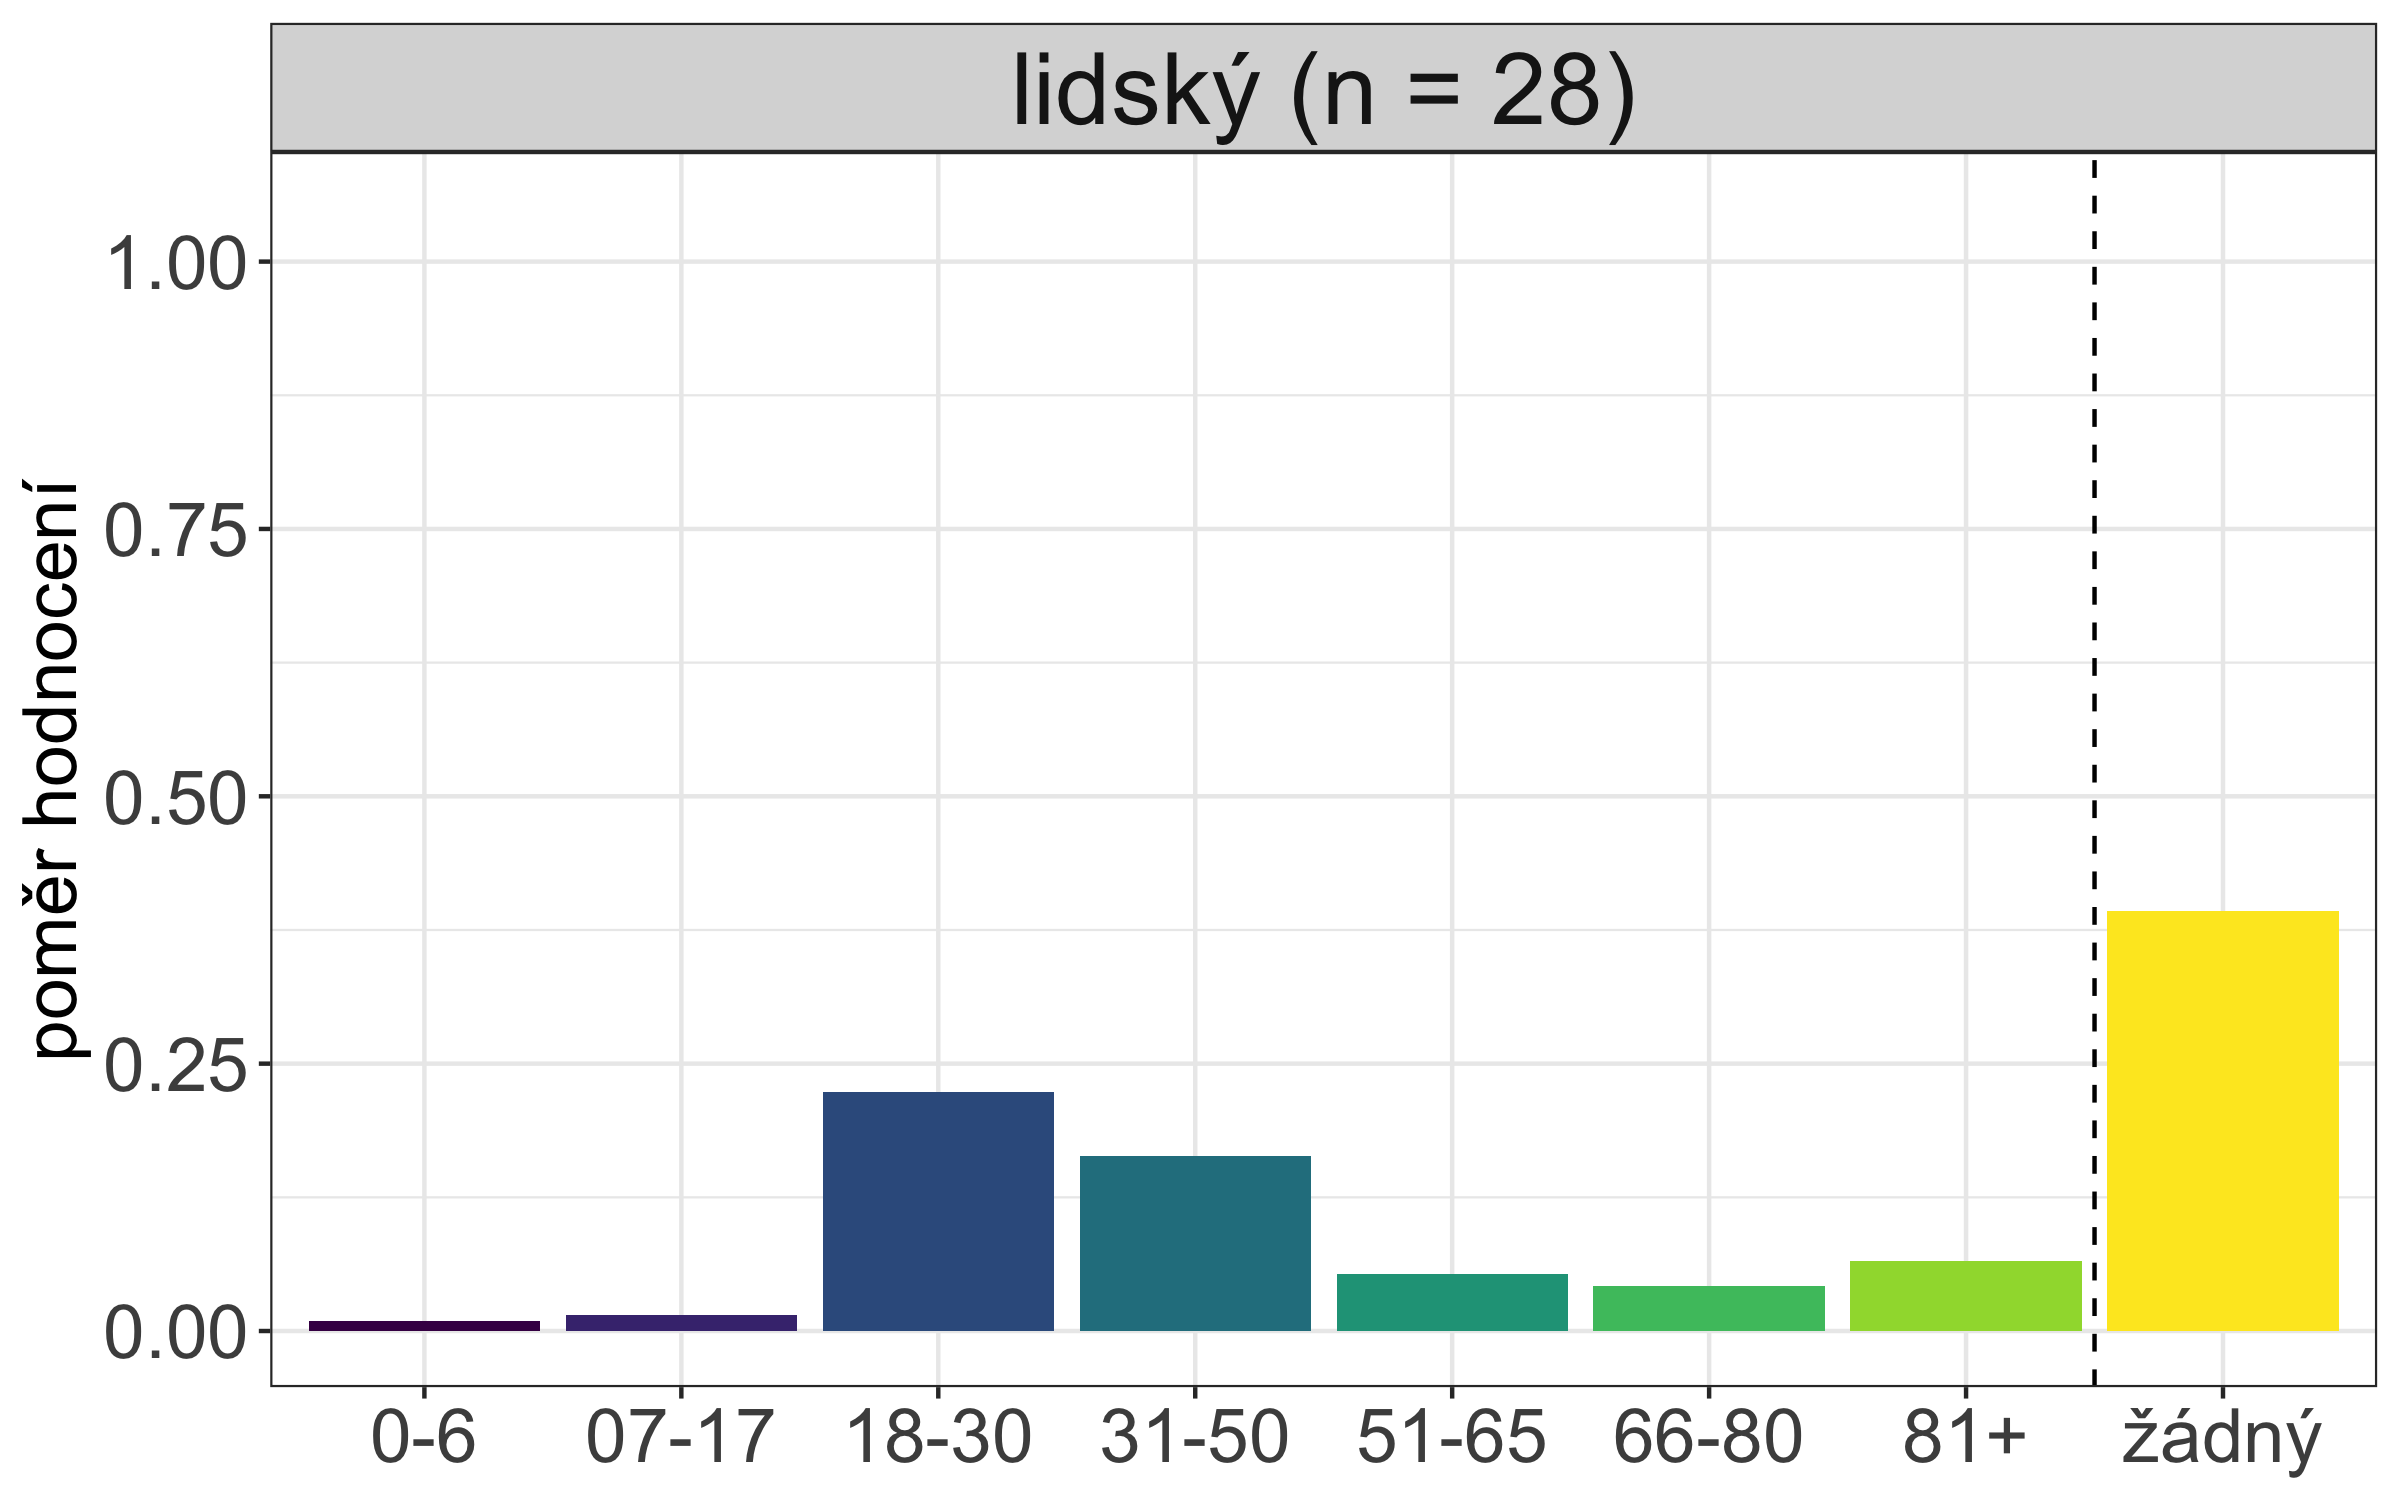 lidský (n = 28)
poměr hodnocení
1.00
0.75
0.50
0.25
0.00
0-6 07-17 18-30 31-50 51-65 66-80 81+ žádný